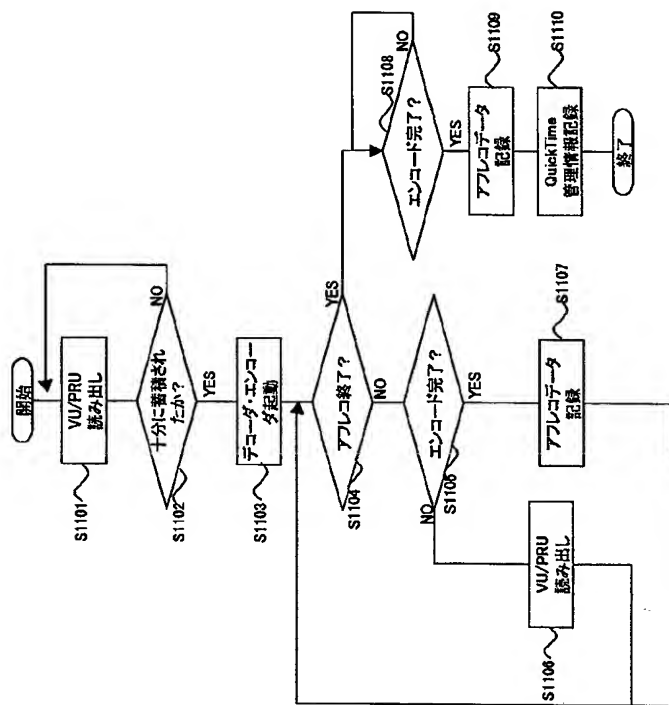 開始
VU/PRU
読み出し
S1101
十分に蓄積され
たか？
NO
YES
S1102
デコーダ・エンコー
ダ起動
S1103
アフレコ終了？
YES
NO
S1104
エンコード完了？
NO
YES
S1105
VU/PRU
読み出し
S1106
アフレコデータ
記録
S1107
エンコード完了？
NO
YES
S1108
アフレコデータ
記録
S1109
QuickTime
管理情報記録
S1110
終了